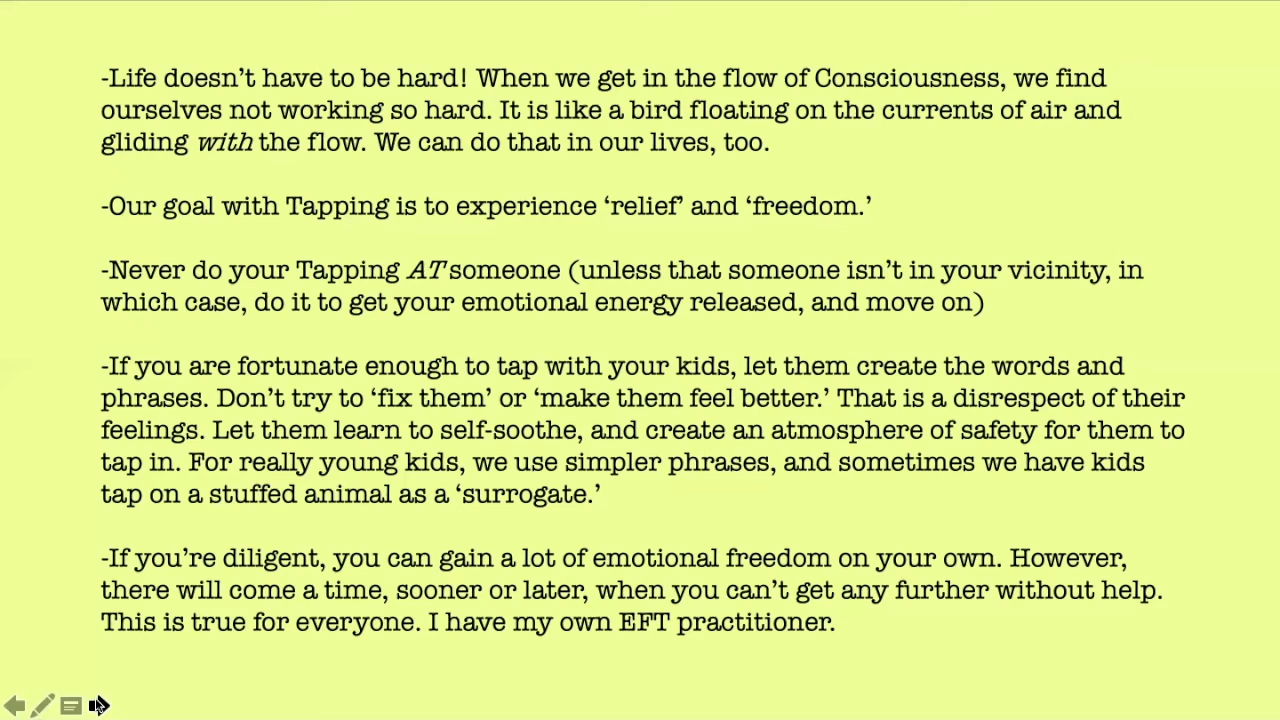 -Life doesn’t have to be hard! When we get in the flow of Consciousness, we find
ourselves not working so hard. It is like a bird floating on the currents of air and
gliding with the flow. We can do that in our lives, too.
-Our goal with Tapping is to experience ‘relief’ and ‘freedom.’
-Never do your Tapping AT someone (unless that someone isn’t in your vicinity, in
which case, do it to get your emotional energy released, and move on)
-If you are fortunate enough to tap with your kids, let them create the words and
phrases. Don’t try to ‘fix them’ or ‘make them feel better.’ That is a disrespect of their
feelings. Let them learn to self-soothe, and create an atmosphere of safety for them to
tap in. For really young kids, we use simpler phrases, and sometimes we have kids
tap on a stuffed animal as a ‘surrogate.’
-If you’re diligent, you can gain a lot of emotional freedom on your own. However,
there will come a time, sooner or later, when you can’t get any further without help.
This is true for everyone. I have my own EFT practitioner.